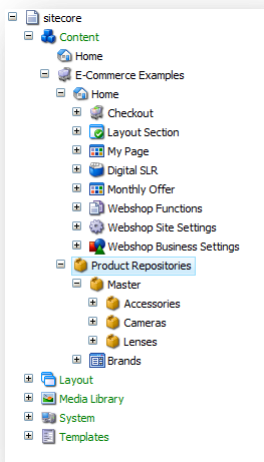 sitecore
Content
Home
E-Commerce Examples
Home
Checkout
Layout Section
My Page
Digital SLR
Monthly Offer
Webshop Functions
Webshop Site Settings
Webshop Business Settings
Product Repositories
Master
Accessories
Cameras
Lenses
Brands
Layout
Media Library
System
Templates